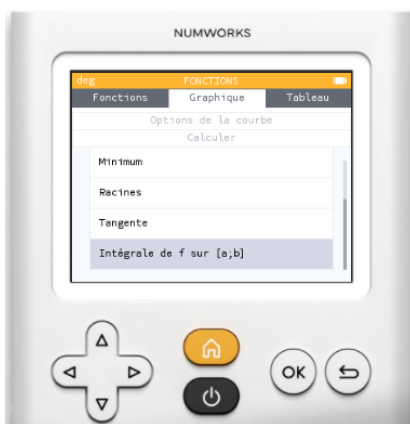 NUMWORKS
deg FONCTIONS
Fonctions Graphique Tableau
Options de la courbe
Calculer
Minimum
Racines
Tangente
Intégrale de f sur [a;b]
OK